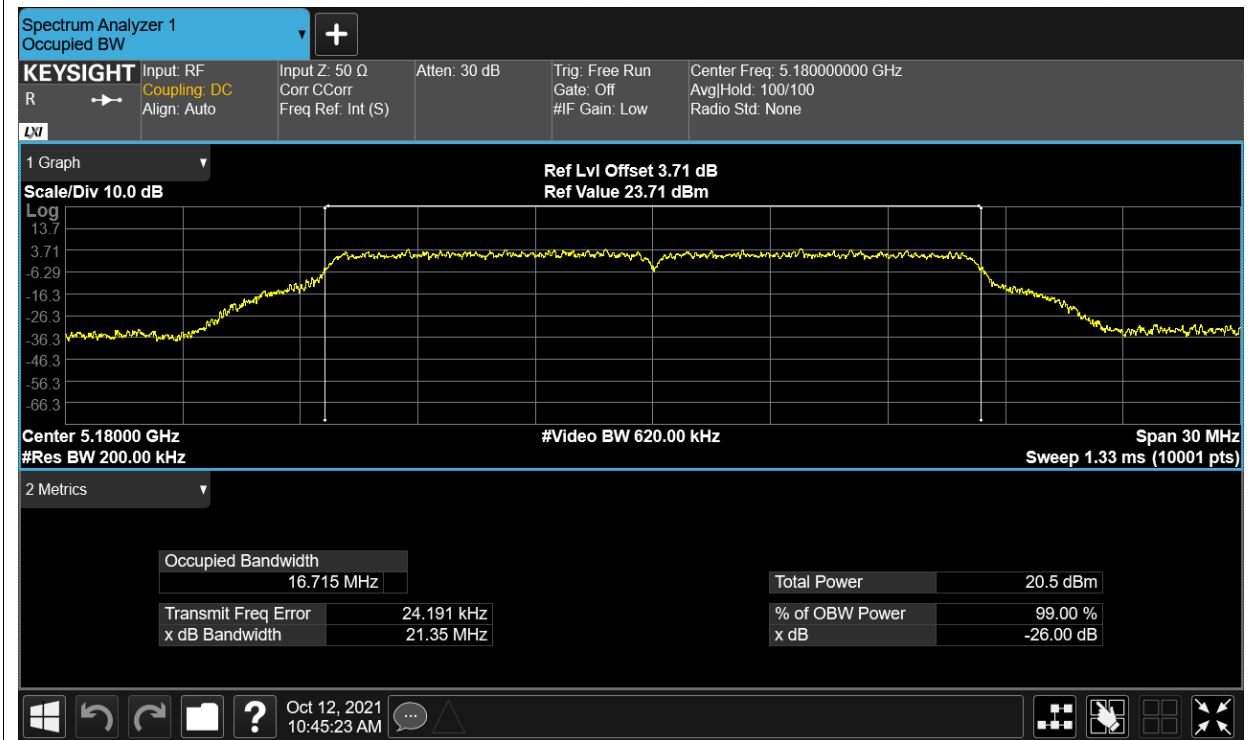 Spectrum Analyzer 1
Occupied BW
KEYSIGHT
R
LXI
Input: RF
Coupling: DC
Align: Auto
Input Z: 50 Ω
Corr CCorr
Freq Ref: Int (S)
Atten: 30 dB
Trig: Free Run
Gate: Off
#IF Gain: Low
Center Freq: 5.180000000 GHz
Avg|Hold: 100/100
Radio Std: None
1 Graph
Scale/Div 10.0 dB
Ref Lvl Offset 3.71 dB
Ref Value 23.71 dBm
Log
13.7
3.71
-6.29
-16.3
-26.3
-36.3
-46.3
-56.3
-66.3
Center 5.18000 GHz
#Res BW 200.00 kHz
#Video BW 620.00 kHz
Span 30 MHz
Sweep 1.33 ms (10001 pts)
2 Metrics
Occupied Bandwidth
16.715 MHz
Transmit Freq Error 24.191 kHz
x dB Bandwidth 21.35 MHz
Total Power 20.5 dBm
% of OBW Power 99.00 %
x dB -26.00 dB
?
Oct 12, 2021
10:45:23 AM